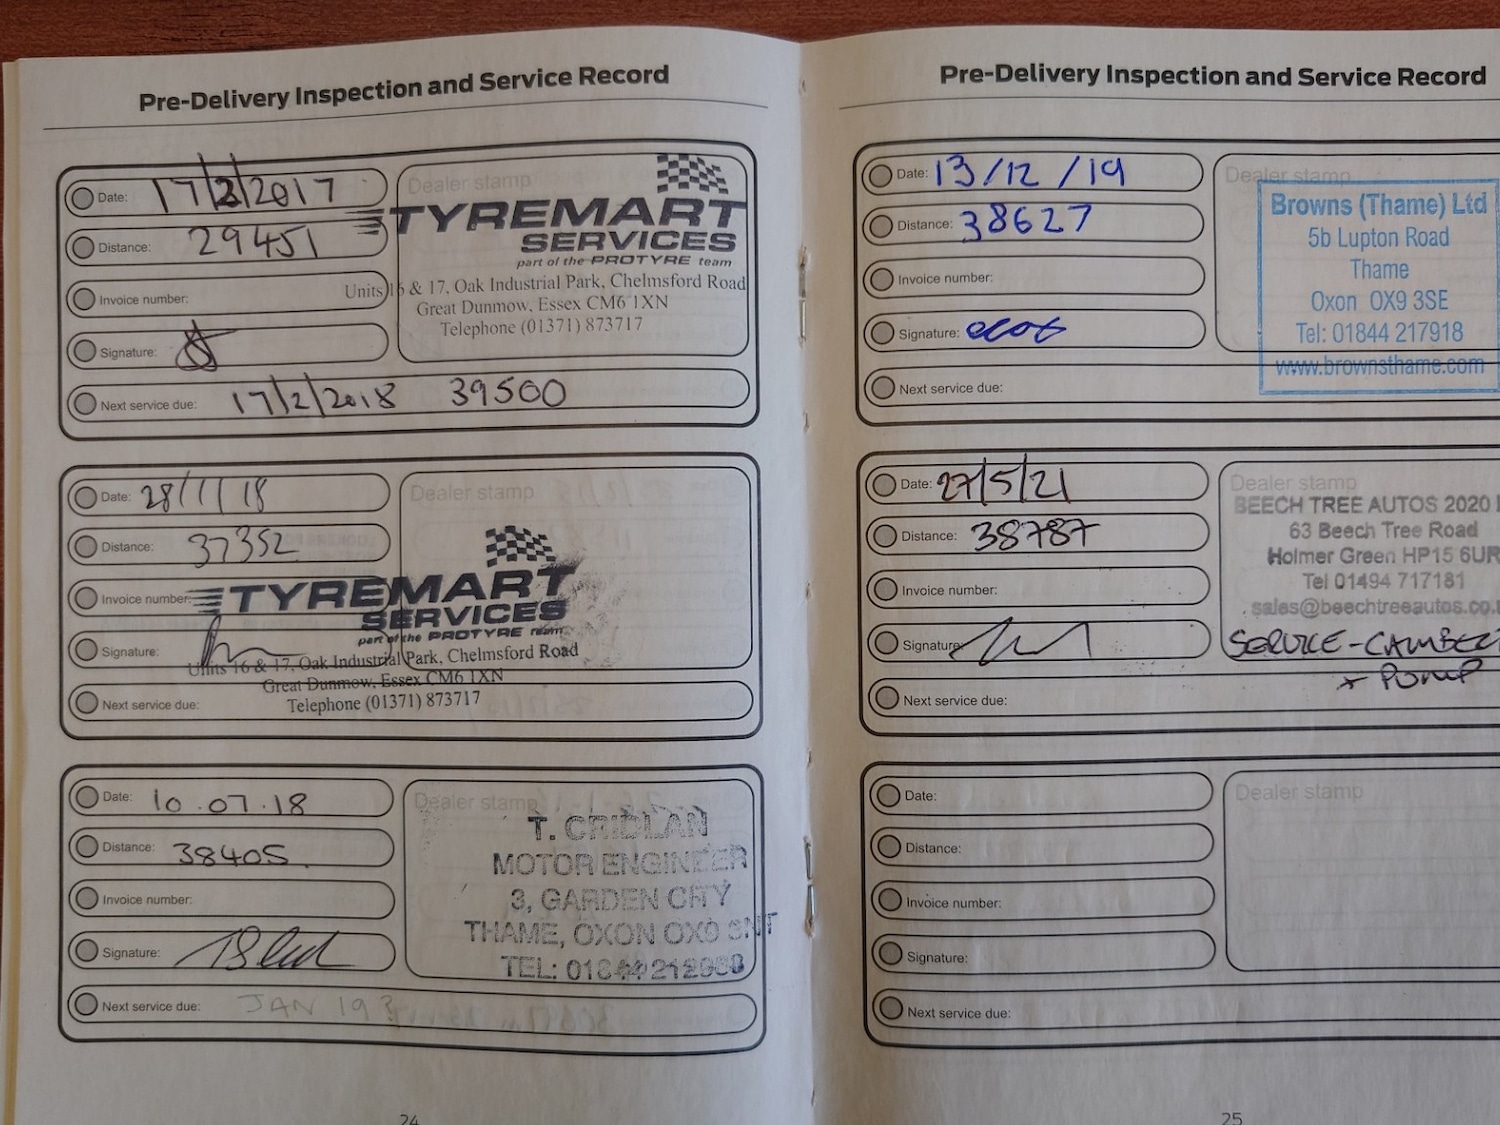 Pre-Delivery Inspection and Service Record
Date: 17/2/2017
Distance: 29451
Invoice number:
Signature:
Dealer stamp
TYREMART
SERVICES
part of the PROTYRE team
Units 16 & 17, Oak Industrial Park, Chelmsford Road
Great Dunmow, Essex CM6 1XN
Telephone (01371) 873717
Next service due: 17/2/2018 39500
Date: 28/1/18
Distance: 37352
Invoice number:
Signature:
Dealer stamp
TYREMART
SERVICES
part of the PROTYRE team
Units 16 & 17, Oak Industrial Park, Chelmsford Road
Great Dunmow, Essex CM6 1XN
Telephone (01371) 873717
Next service due:
Date: 10.07.18
Distance: 38405
Invoice number:
Signature:
Dealer stamp
T. CRIDLAN
MOTOR ENGINEER
3, GARDEN CITY
THAME, OXON
TEL:
Next service due: JAN 19
24
Pre-Delivery Inspection and Service Record
Date: 13/12/19
Distance: 38627
Invoice number:
Signature:
Dealer stamp
Browns (Thame) Ltd
5b Lupton Road
Thame
Oxon OX9 3SE
Tel: 01844 217918
www.brownsthame.com
Next service due:
Date: 27/5/21
Distance: 38787
Invoice number:
Signature:
Dealer stamp
BEECH TREE AUTOS 2020
63 Beech Tree Road
Holmer Green HP15 6UR
Tel 01494 717181
sales@beechtreeautos.co.
SERVICE - CAMBELT
+ PUMP
Next service due:
Date:
Distance:
Invoice number:
Signature:
Dealer stamp
Next service due:
25